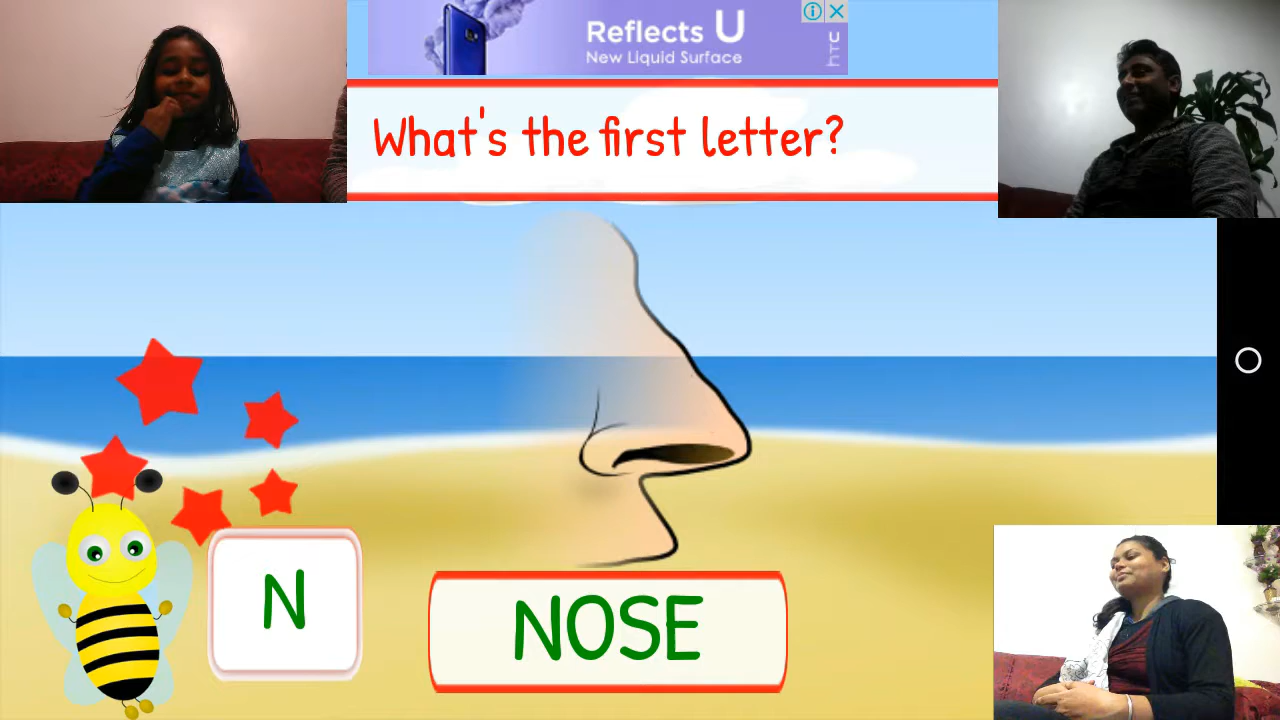 Reflects U
New Liquid Surface
hTC
What's the first letter?
N
NOSE